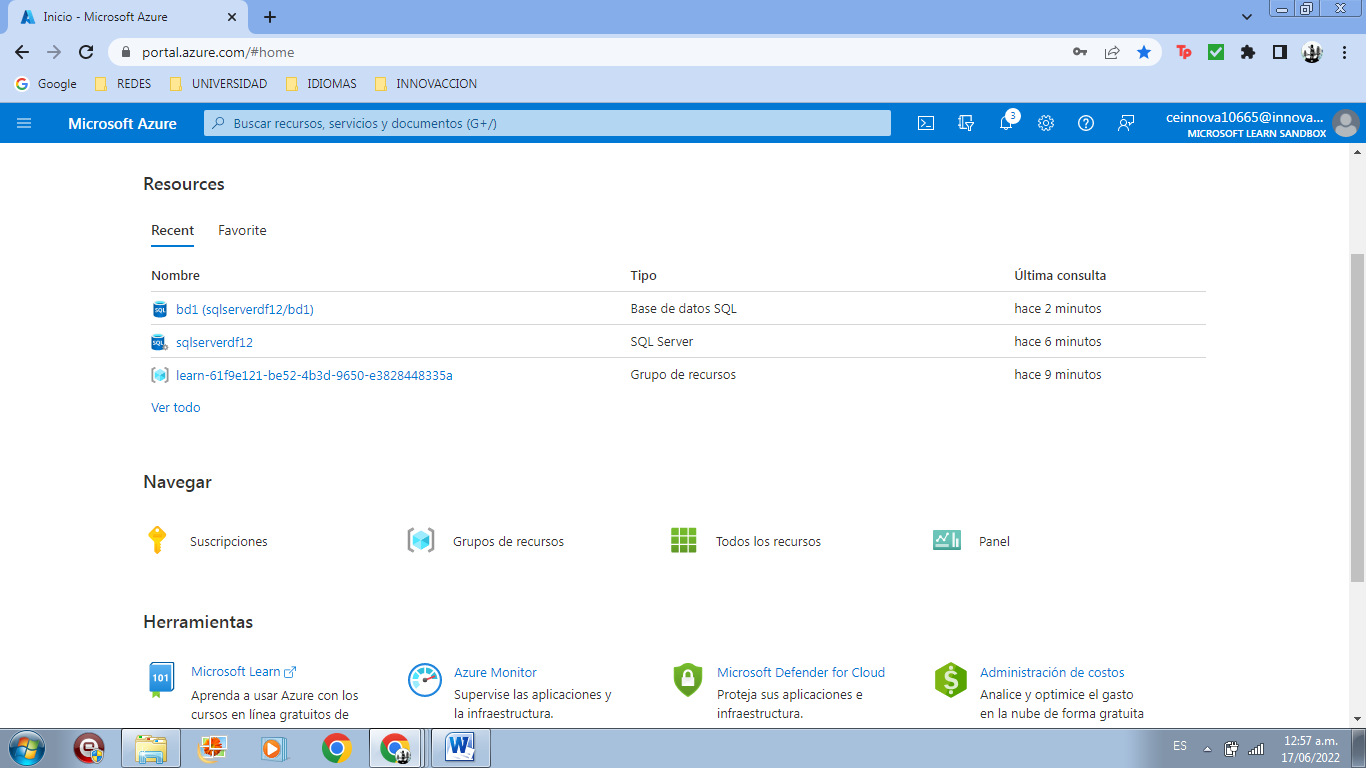 Inicio - Microsoft Azure
portal.azure.com/#home
Tp
Google REDES UNIVERSIDAD IDIOMAS INNOVACCION
Microsoft Azure
Buscar recursos, servicios y documentos (G+/)
3
ceinnova10665@innova...
MICROSOFT LEARN SANDBOX
Resources
Recent Favorite
Nombre Tipo Última consulta
SQL bd1 (sqlserverdf12/bd1) Base de datos SQL hace 2 minutos
SQL sqlserverdf12 SQL Server hace 6 minutos
learn-61f9e121-be52-4b3d-9650-e3828448335a Grupo de recursos hace 9 minutos
Ver todo
Navegar
Suscripciones Grupos de recursos Todos los recursos Panel
Herramientas
101
Microsoft Learn
Aprenda a usar Azure con los
cursos en línea gratuitos de
Azure Monitor
Supervise las aplicaciones y
la infraestructura.
Microsoft Defender for Cloud
Proteja sus aplicaciones e
infraestructura.
$
Administración de costos
Analice y optimice el gasto
en la nube de forma gratuita
W
ES
12:57 a.m.
17/06/2022